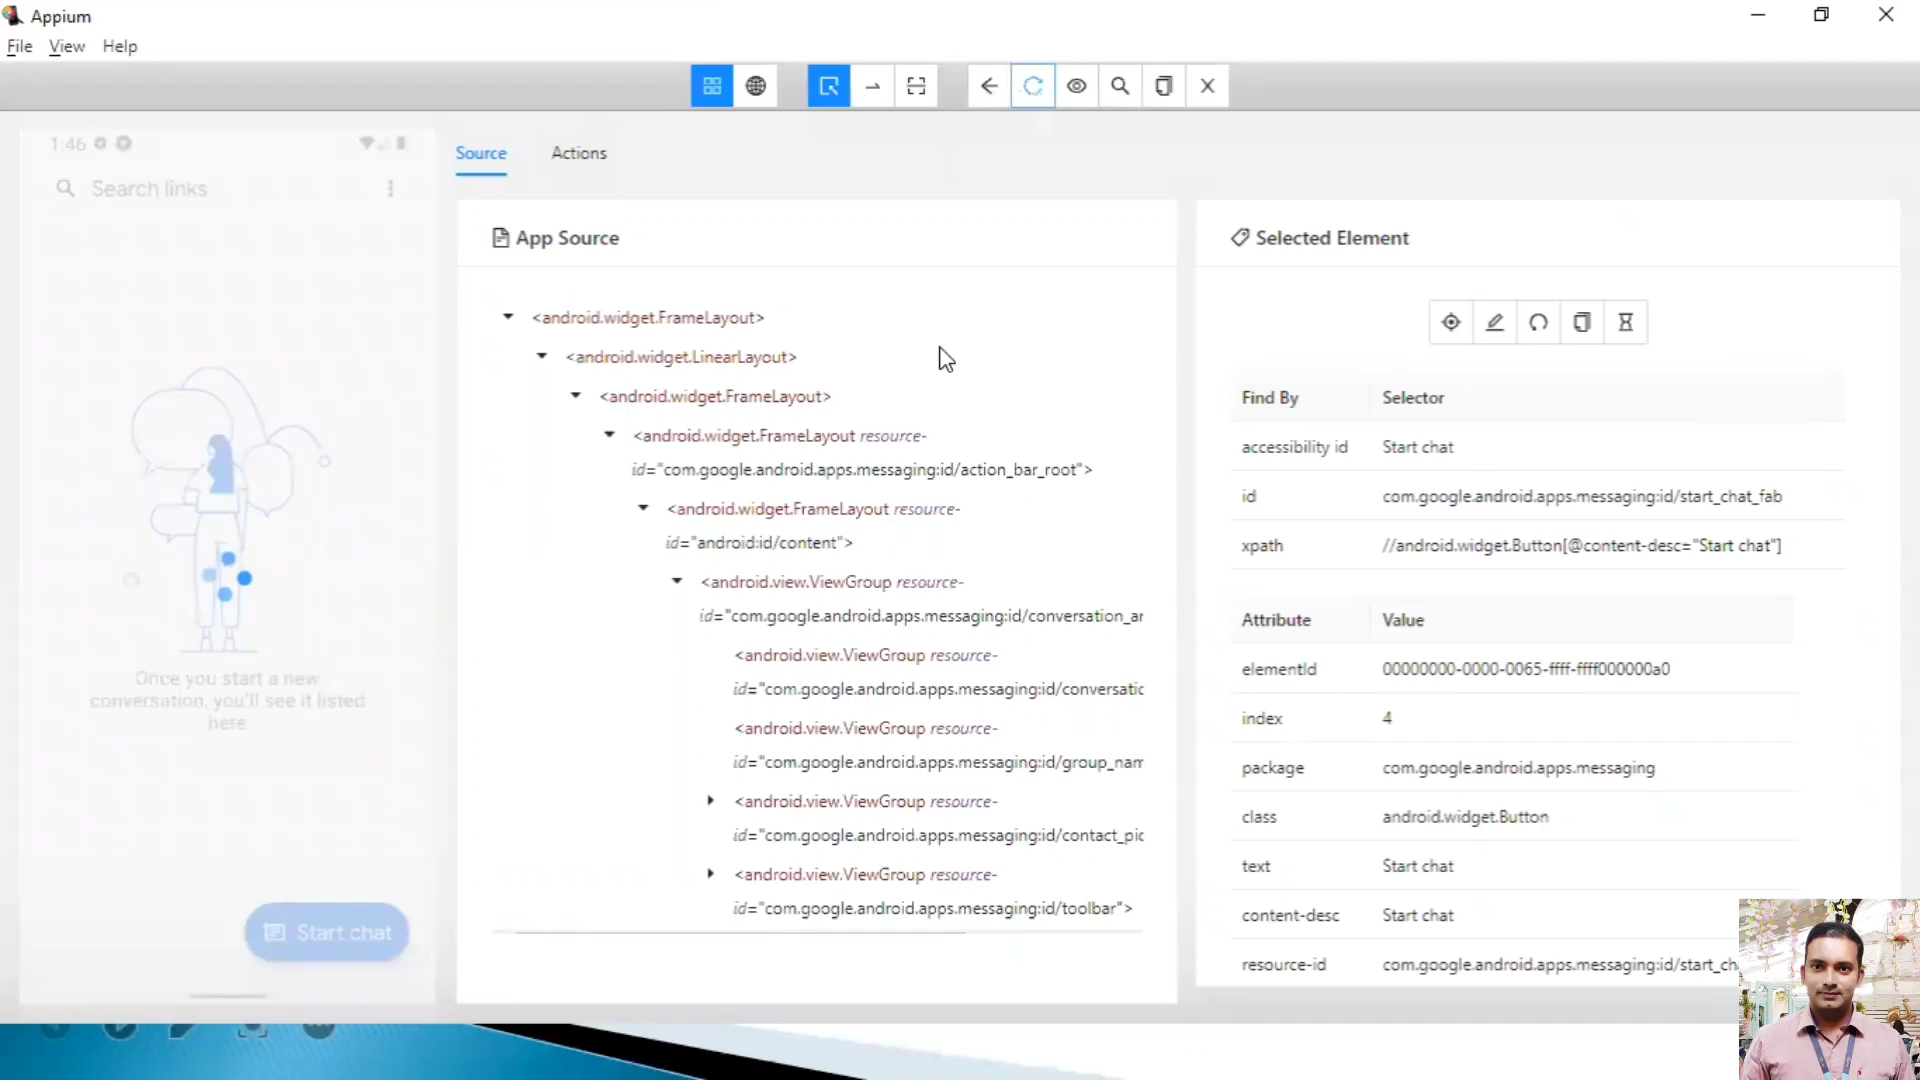 Appium
File View Help
1:46
Search links
Once you start a new
conversation, you'll see it listed
here
Start chat
Source Actions
App Source
<android.widget.FrameLayout>
<android.widget.LinearLayout>
<android.widget.FrameLayout>
<android.widget.FrameLayout resource-
id="com.google.android.apps.messaging:id/action_bar_root">
<android.widget.FrameLayout resource-
id="android:id/content">
<android.view.ViewGroup resource-
id="com.google.android.apps.messaging:id/conversation_ar
<android.view.ViewGroup resource-
id="com.google.android.apps.messaging:id/conversatic
<android.view.ViewGroup resource-
id="com.google.android.apps.messaging:id/group_nam
<android.view.ViewGroup resource-
id="com.google.android.apps.messaging:id/contact_pic
<android.view.ViewGroup resource-
id="com.google.android.apps.messaging:id/toolbar">
Selected Element
Find By Selector
accessibility id Start chat
id com.google.android.apps.messaging:id/start_chat_fab
xpath //android.widget.Button[@content-desc="Start chat"]
Attribute Value
elementId 00000000-0000-0065-ffff-ffff000000a0
index 4
package com.google.android.apps.messaging
class android.widget.Button
text Start chat
content-desc Start chat
resource-id com.google.android.apps.messaging:id/start_ch